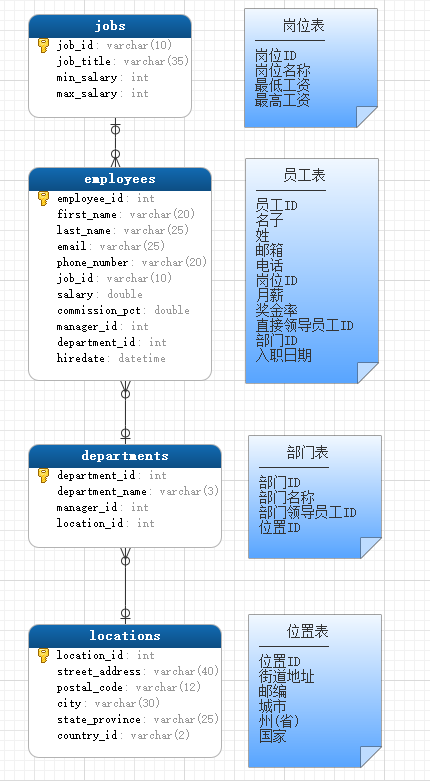 jobs
job_id: varchar(10)
job_title: varchar(35)
min_salary: int
max_salary: int
岗位表
岗位ID
岗位名称
最低工资
最高工资
employees
employee_id: int
first_name: varchar(20)
last_name: varchar(25)
email: varchar(25)
phone_number: varchar(20)
job_id: varchar(10)
salary: double
commission_pct: double
manager_id: int
department_id: int
hiredate: datetime
员工表
员工ID
名子
姓
邮箱
电话
岗位ID
月薪
奖金率
直接领导员工ID
部门ID
入职日期
departments
department_id: int
department_name: varchar(3)
manager_id: int
location_id: int
部门表
部门ID
部门名称
部门领导员工ID
位置ID
locations
location_id: int
street_address: varchar(40)
postal_code: varchar(12)
city: varchar(30)
state_province: varchar(25)
country_id: varchar(2)
位置表
位置ID
街道地址
邮编
城市
州(省)
国家